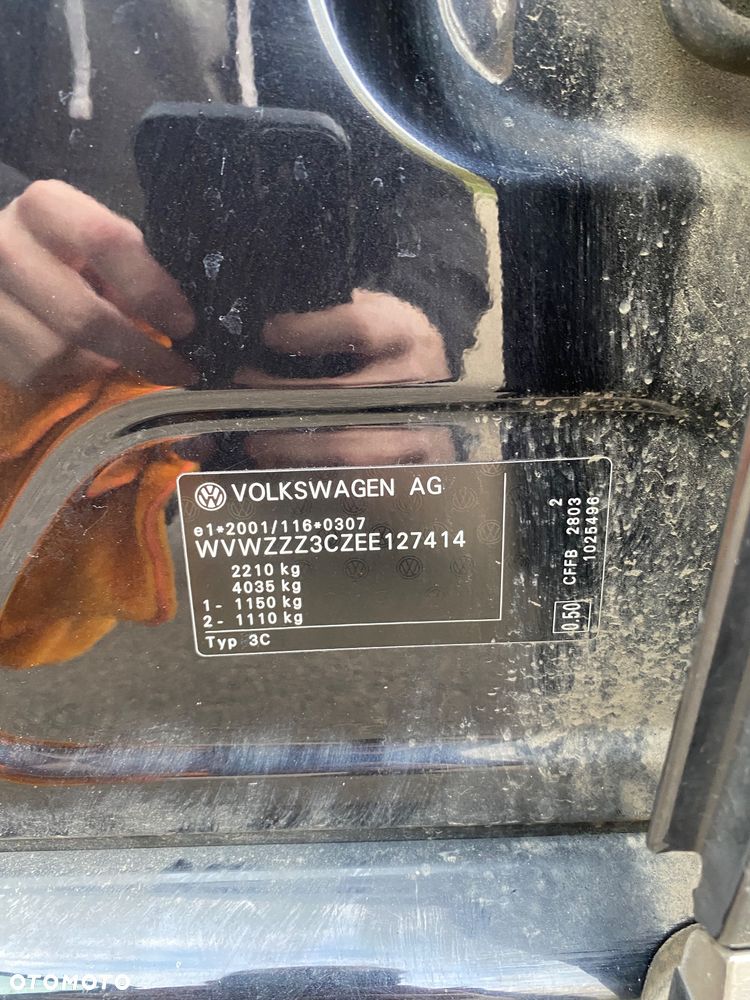 VOLKSWAGEN AG
e1*2001/116*0307
WVWZZZ3CZEE127414
2210 kg
4035 kg
1- 1150 kg
2- 1110 kg
Typ 3C
2
0.50 CFFB 2803
1025496
OTOMOTO